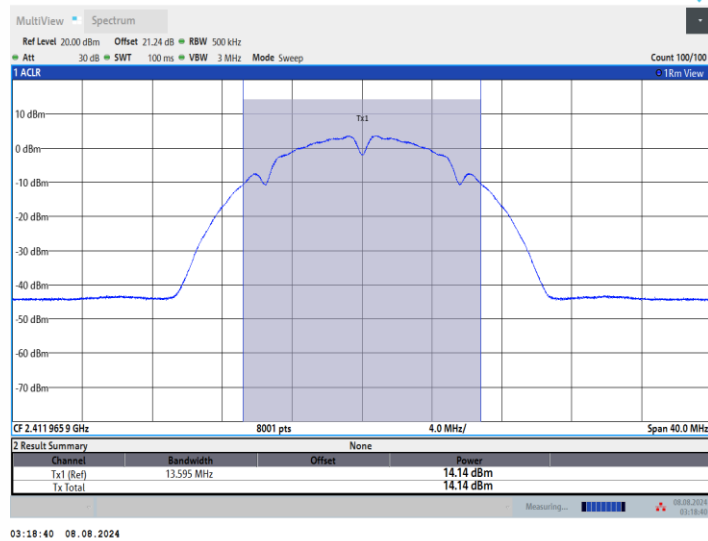 MultiView Spectrum
Ref Level 20.00 dBm Offset 21.24 dB RBW 500 kHz
Att 30 dB SWT 100 ms VBW 3 MHz Mode Sweep Count 100/100
1 ACLR 1Rm View
Tx1
10 dBm
0 dBm
-10 dBm
-20 dBm
-30 dBm
-40 dBm
-50 dBm
-60 dBm
-70 dBm
CF 2.411 965 9 GHz 8001 pts 4.0 MHz/ Span 40.0 MHz
2 Result Summary None
Channel Bandwidth Offset Power
Tx1 (Ref) 13.595 MHz 14.14 dBm
Tx Total 14.14 dBm
Measuring... 08.08.2024
03:18:40
03:18:40 08.08.2024